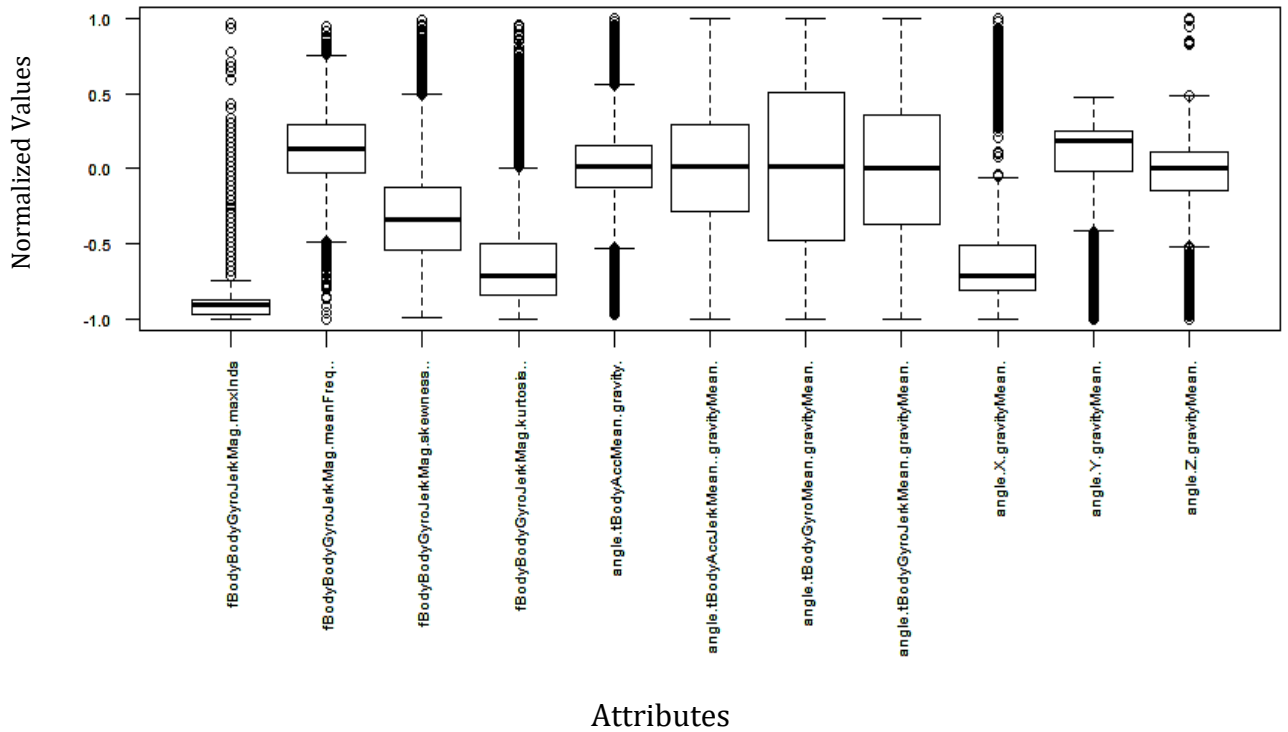 Normalized Values
1.0
0.5
0.0
-0.5
-1.0
fBodyBodyGyroJerkMag.maxInds
fBodyBodyGyroJerkMag.meanFreq..
fBodyBodyGyroJerkMag.skewness..
fBodyBodyGyroJerkMag.kurtosis..
angle.tBodyAccMean.gravity.
angle.tBodyAccJerkMean..gravityMean.
angle.tBodyGyroMean.gravityMean.
angle.tBodyGyroJerkMean.gravityMean.
angle.X.gravityMean.
angle.Y.gravityMean.
angle.Z.gravityMean.
Attributes